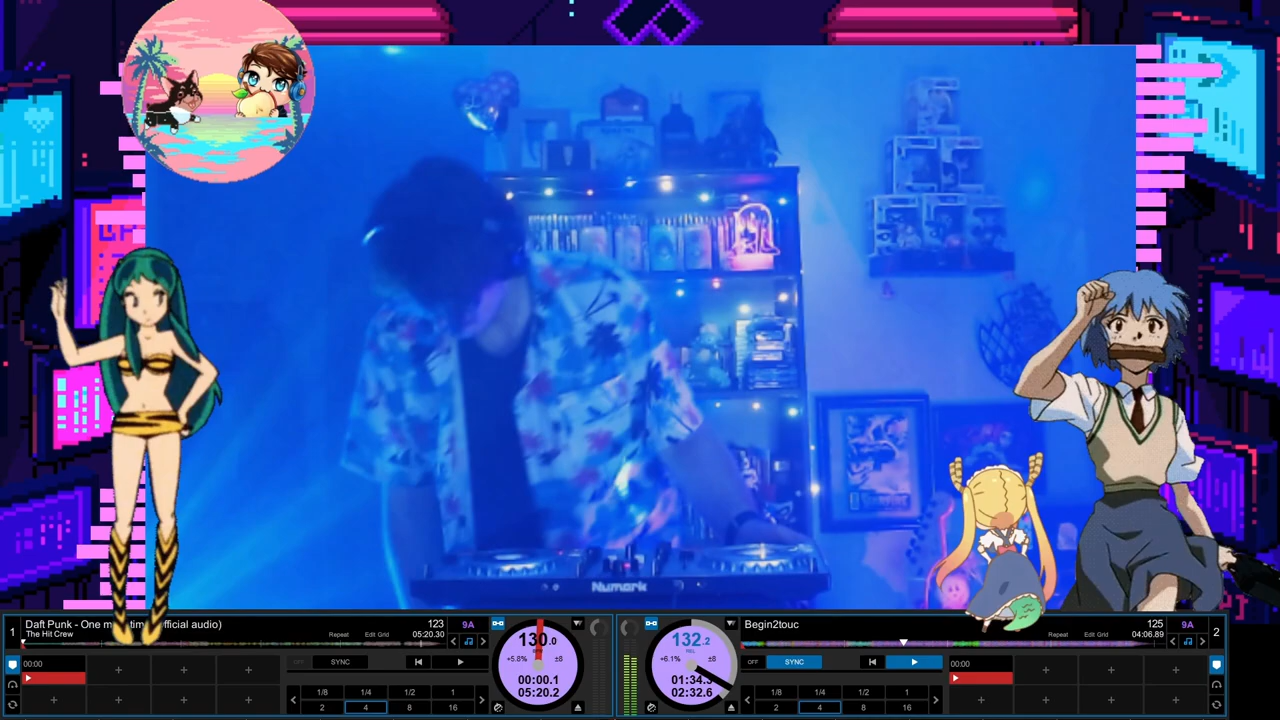 Numark
1
Daft Punk - One m
tim
fficial audio)
123
9A
The Hit Crew
Repeat
Edit Grid
05:20.30
00:00
SYNC
1/8
1/4
1/2
1
2
4
8
16
130.0
BPM
+5.8%
±8
00:00.1
05:20.2
132.2
+6.1%
±8
01:34.
02:32.6
Begin2touc
125
9A
2
Repeat
Edit Grid
04:06.89
OFF
SYNC
1/8
1/4
1/2
1
2
4
8
16
00:00